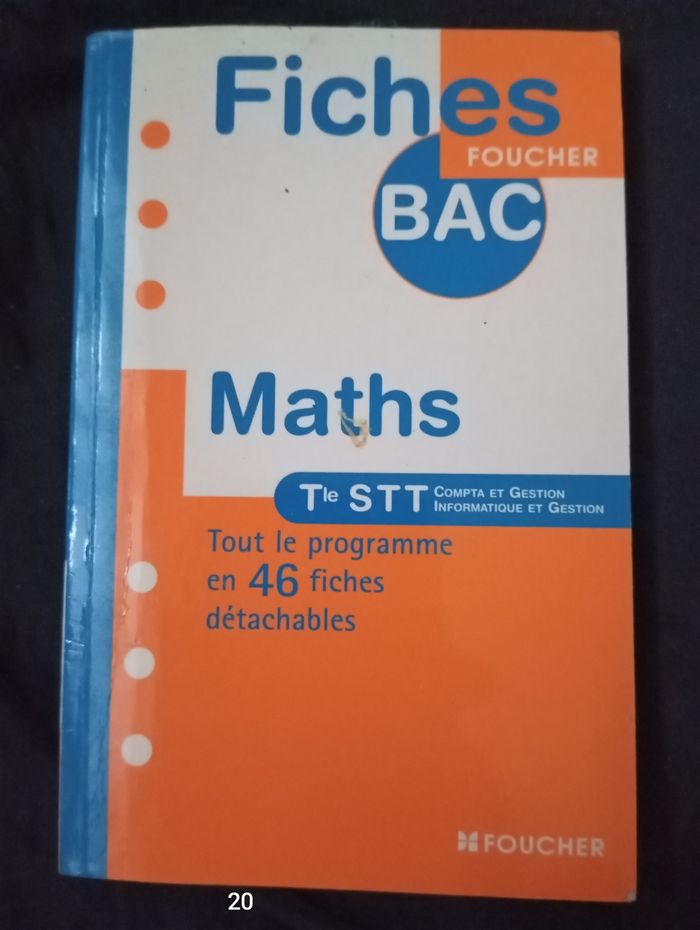 Fiches
FOUCHER
BAC
Maths
Tle STT COMPTA ET GESTION
INFORMATIQUE ET GESTION
Tout le programme
en 46 fiches
détachables
FOUCHER
20